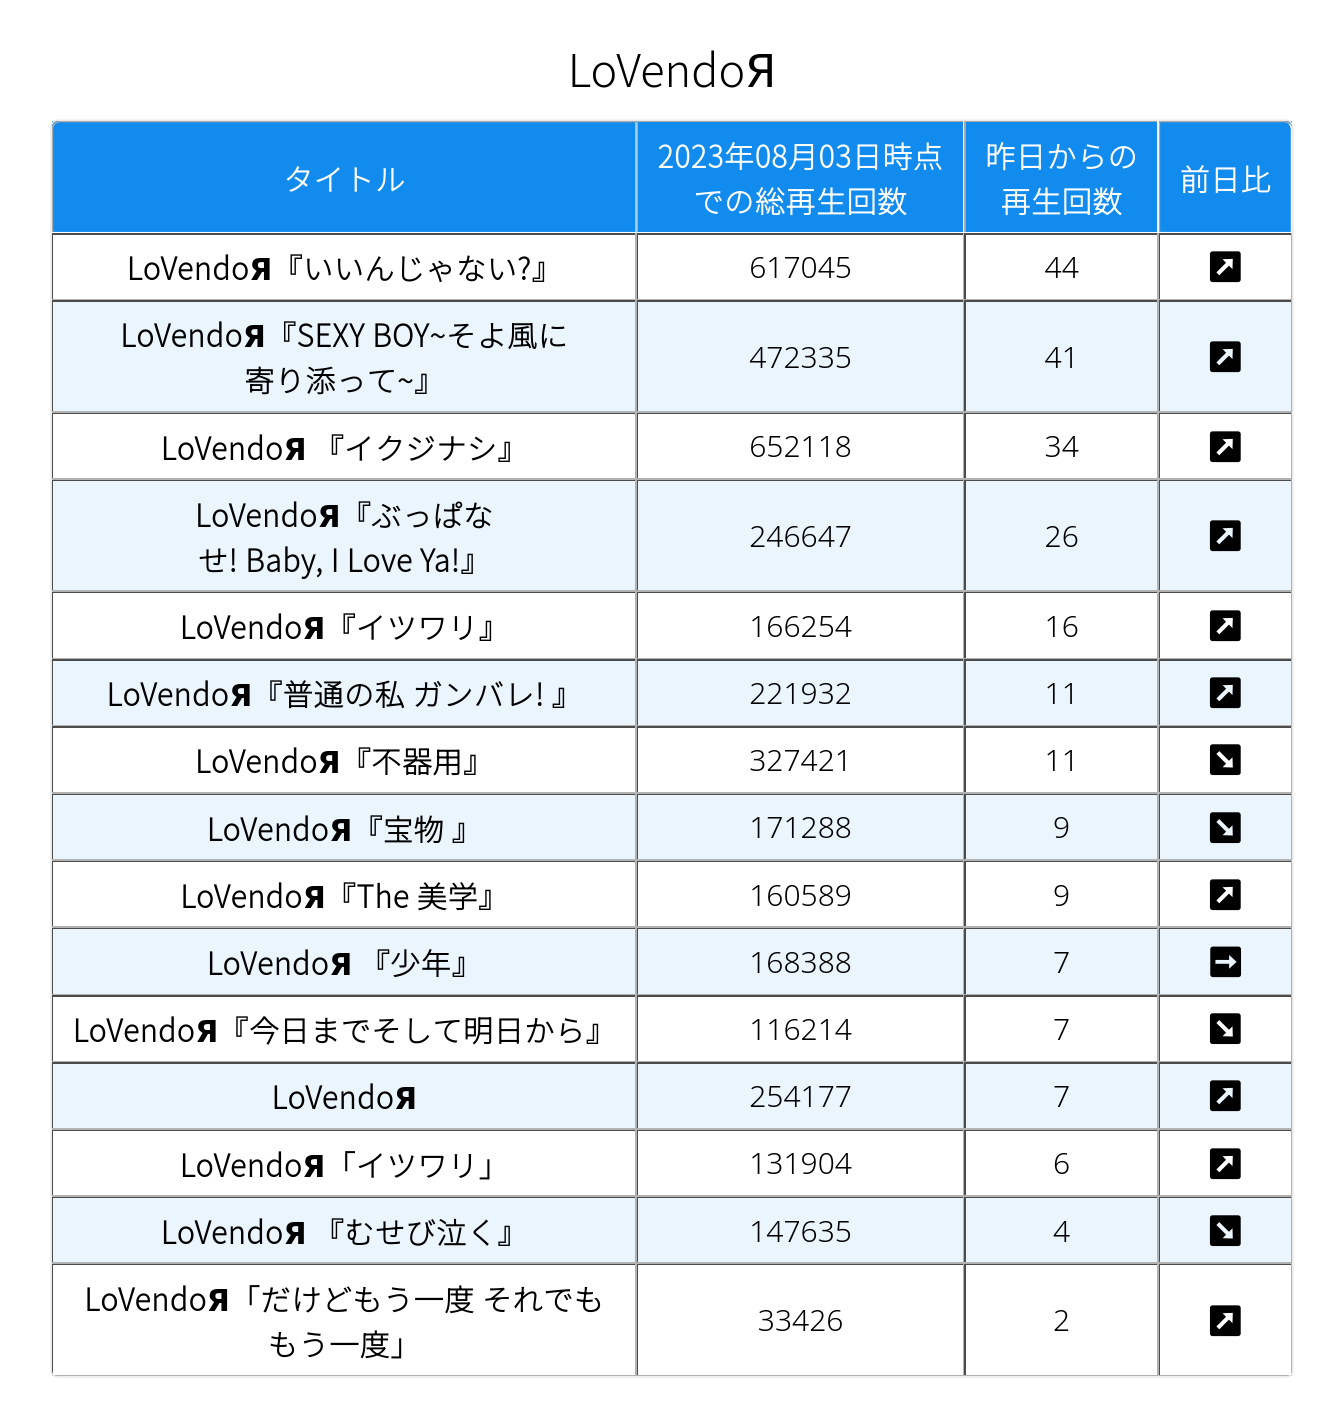 LoVendoЯ
タイトル
2023年08月03日時点
での総再生回数
昨日からの
再生回数
前日比
LoVendoЯ『いいんじゃない?』
617045
44
↗
LoVendoЯ『SEXY BOY~そよ風に
寄り添って~』
472335
41
↗
LoVendoЯ 『イクジナシ』
652118
34
↗
LoVendoЯ『ぶっぱな
せ! Baby, I Love Ya!』
246647
26
↗
LoVendoЯ『イツワリ』
166254
16
↗
LoVendoЯ『普通の私 ガンバレ! 』
221932
11
↗
LoVendoЯ『不器用』
327421
11
↘
LoVendoЯ『宝物 』
171288
9
↘
LoVendoЯ『The 美学』
160589
9
↗
LoVendoЯ 『少年』
168388
7
→
LoVendoЯ『今日までそして明日から』
116214
7
↘
LoVendoЯ
254177
7
↗
LoVendoЯ「イツワリ」
131904
6
↗
LoVendoЯ 『むせび泣く』
147635
4
↘
LoVendoЯ「だけどもう一度 それでも
もう一度」
33426
2
↗